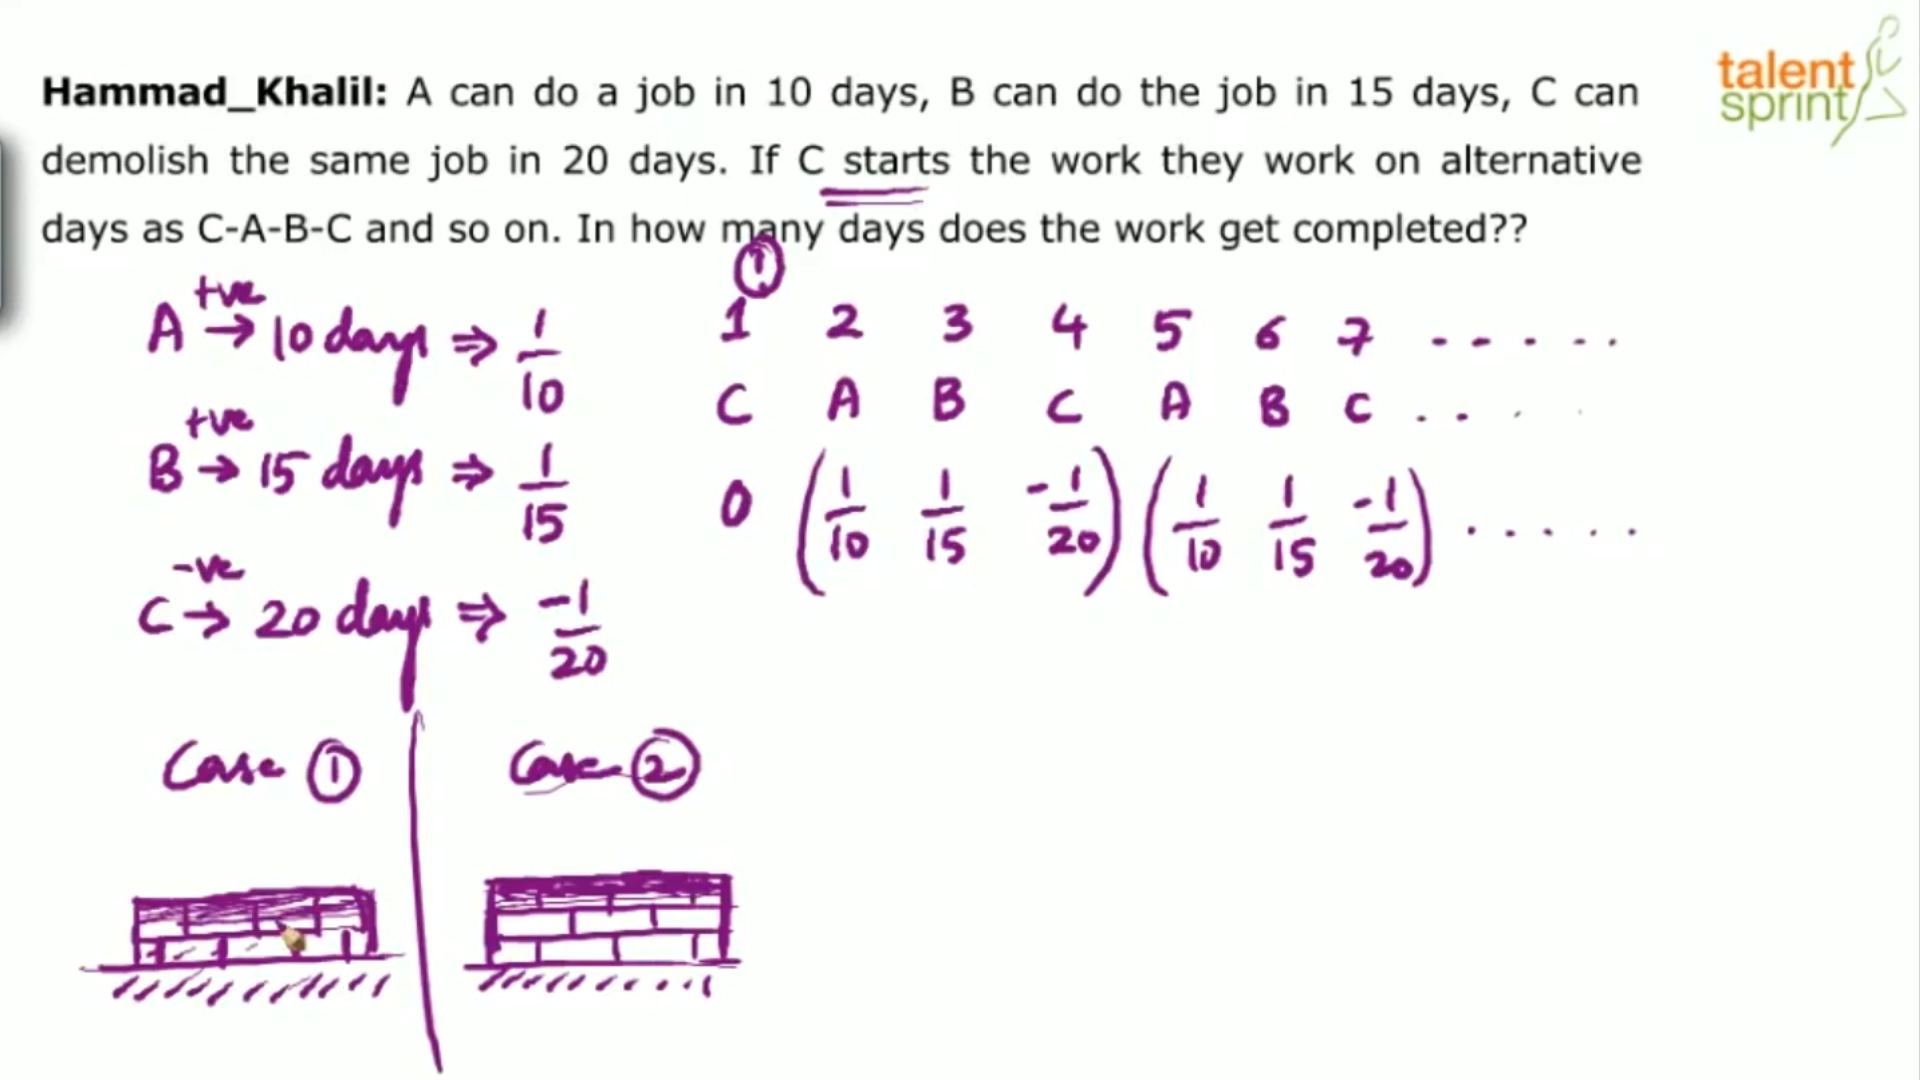 talent
sprint
Hammad_Khalil: A can do a job in 10 days, B can do the job in 15 days, C can
demolish the same job in 20 days. If C starts the work they work on alternative
days as C-A-B-C and so on. In how many days does the work get completed??
A +ve → 10 days ⇒ 1/10
B +ve → 15 days ⇒ 1/15
C -ve → 20 days ⇒ -1/20
①
1 2 3 4 5 6 7 .....
C A B C A B C ....
0 (1/10 1/15 -1/20) (1/10 1/15 -1/20) .....
Case ① Case ②